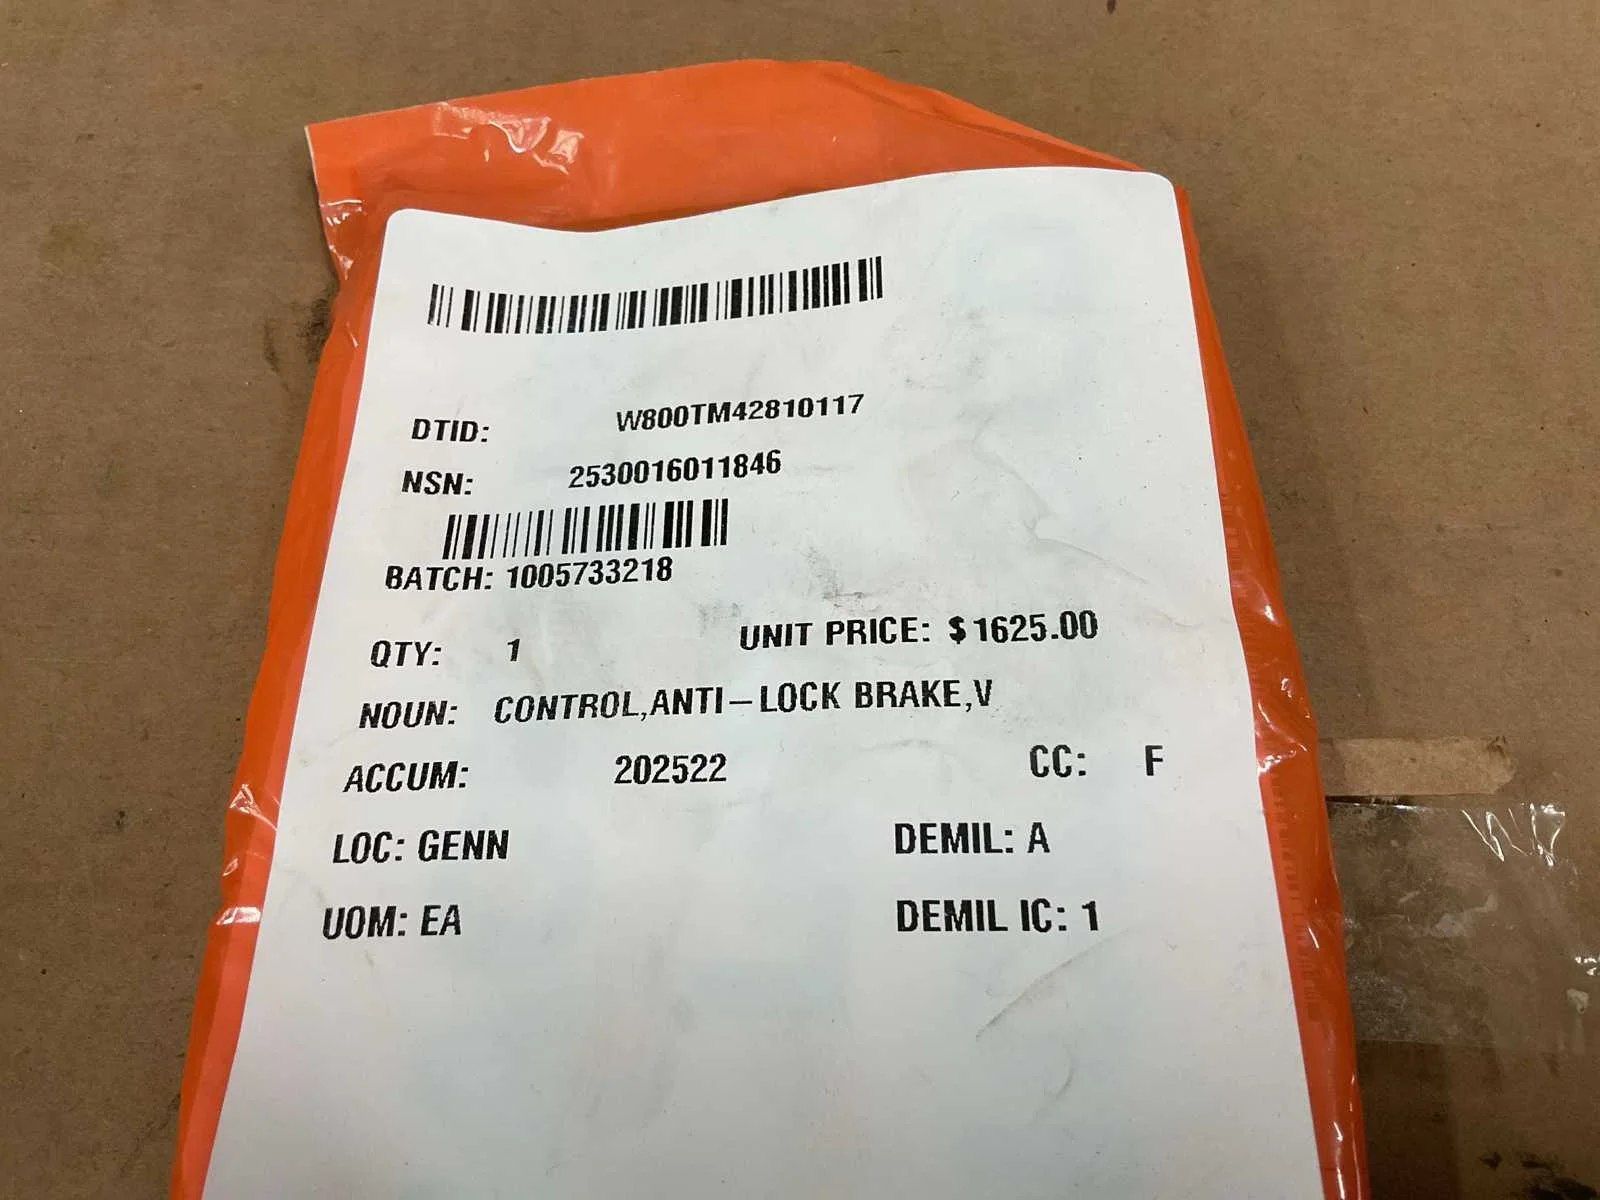 DTID: W800TM42810117
NSN: 2530016011846
BATCH: 1005733218
QTY: 1 UNIT PRICE: $1625.00
NOUN: CONTROL,ANTI-LOCK BRAKE,V
ACCUM: 202522 CC: F
LOC: GENN DEMIL: A
UOM: EA DEMIL IC: 1